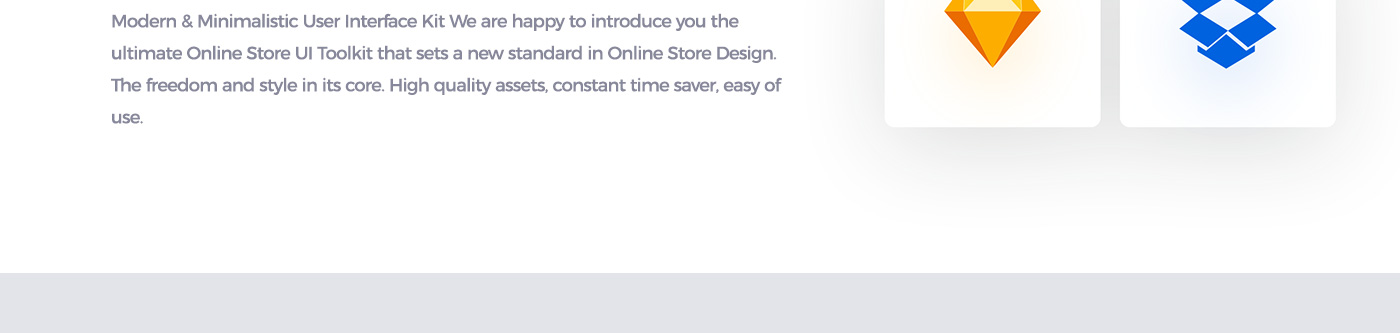 Modern & Minimalistic User Interface Kit We are happy to introduce you the
ultimate Online Store UI Toolkit that sets a new standard in Online Store Design.
The freedom and style in its core. High quality assets, constant time saver, easy of
use.